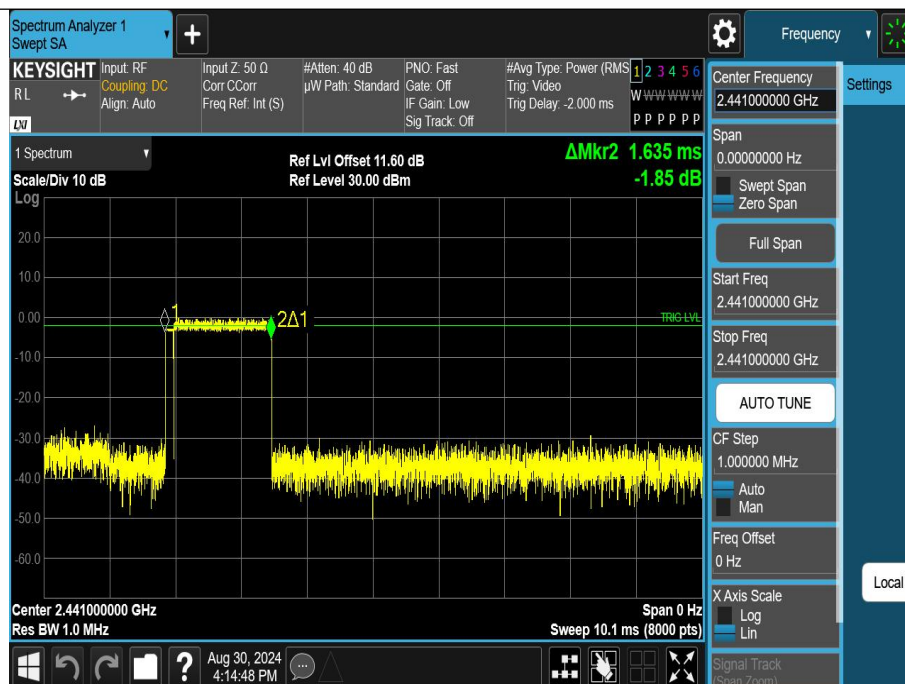 Spectrum Analyzer 1
Swept SA
+
Frequency
KEYSIGHT
RL
LXI
Input: RF
Coupling: DC
Align: Auto
Input Z: 50 Ω
Corr CCorr
Freq Ref: Int (S)
#Atten: 40 dB
µW Path: Standard
PNO: Fast
Gate: Off
IF Gain: Low
Sig Track: Off
#Avg Type: Power (RMS
Trig: Video
Trig Delay: -2.000 ms
1 2 3 4 5 6
W W W W W W
P P P P P P
Center Frequency
2.441000000 GHz
Settings
1 Spectrum
Scale/Div 10 dB
Log
Ref Lvl Offset 11.60 dB
Ref Level 30.00 dBm
ΔMkr2 1.635 ms
-1.85 dB
Span
0.00000000 Hz
Swept Span
Zero Span
Full Span
Start Freq
2.441000000 GHz
Stop Freq
2.441000000 GHz
AUTO TUNE
CF Step
1.000000 MHz
Auto
Man
Freq Offset
0 Hz
X Axis Scale
Log
Lin
Signal Track
(Span Zoom)
Local
20.0
10.0
0.00
-10.0
-20.0
-30.0
-40.0
-50.0
-60.0
1
2Δ1
TRIG LVL
Center 2.441000000 GHz
Res BW 1.0 MHz
Span 0 Hz
Sweep 10.1 ms (8000 pts)
?
Aug 30, 2024
4:14:48 PM